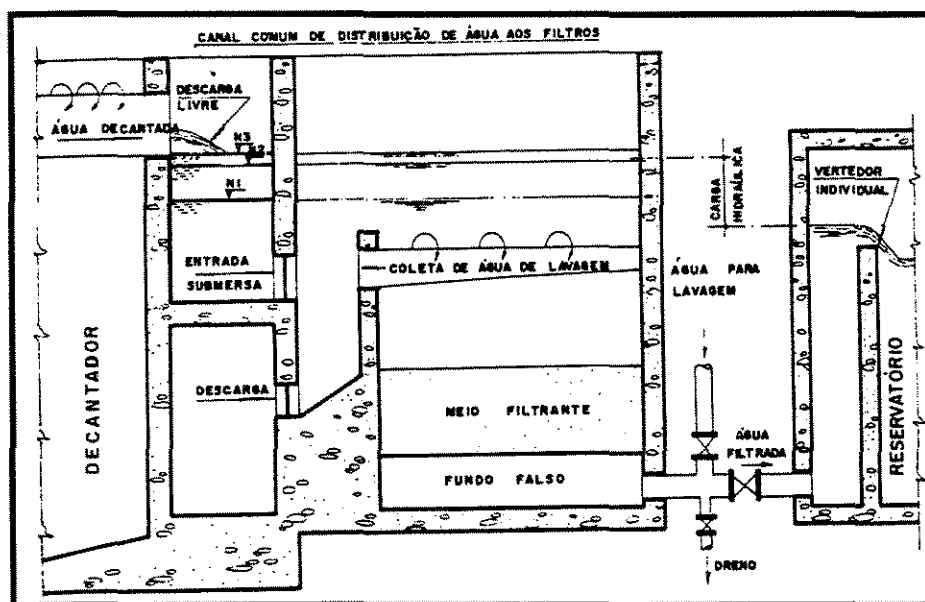 CANAL COMUM DE DISTRIBUIÇÃO DE ÁGUA AOS FILTROS
DESCARGA
LIVRE
ÁGUA DECANTADA
N3
N2
N1
CARGA
HIDRÁULICA
VERTEDOR
INDIVIDUAL
ENTRADA
SUBMERSA
COLETA DE ÁGUA DE LAVAGEM
ÁGUA PARA
LAVAGEM
DECANTADOR
DESCARGA
MEIO FILTRANTE
FUNDO FALSO
ÁGUA
FILTRADA
RESERVATÓRIO
DRENO